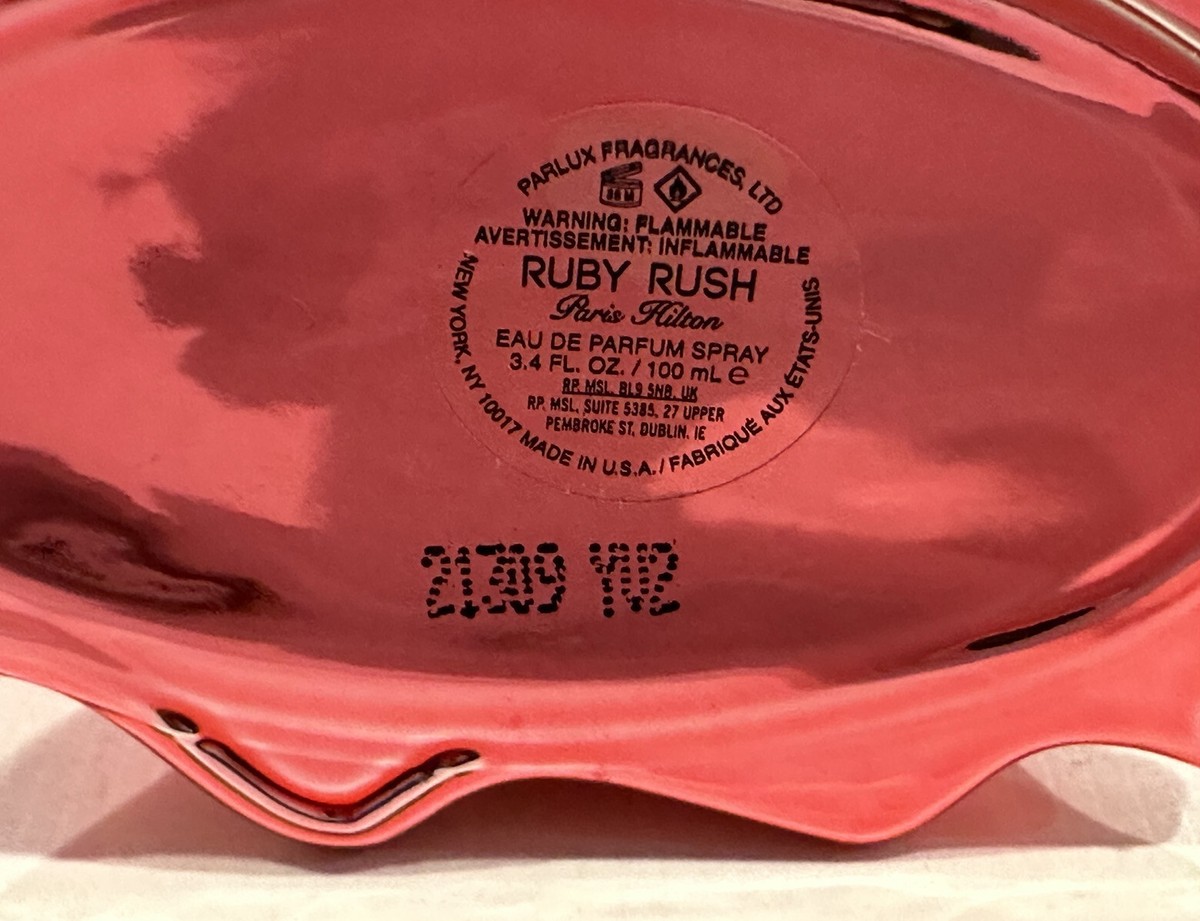 PARLUX FRAGRANCES, LTD
WARNING: FLAMMABLE
AVERTISSEMENT: INFLAMMABLE
RUBY RUSH
Paris Hilton
EAU DE PARFUM SPRAY
3.4 FL. OZ. / 100 mL e
RP. MSL. BL9 5NB. UK
RP. MSL, SUITE 5385, 27 UPPER
PEMBROKE ST, DUBLIN, IE
NEW YORK, NY 10017 MADE IN U.S.A. / FABRIQUÉ AUX ÉTATS-UNIS